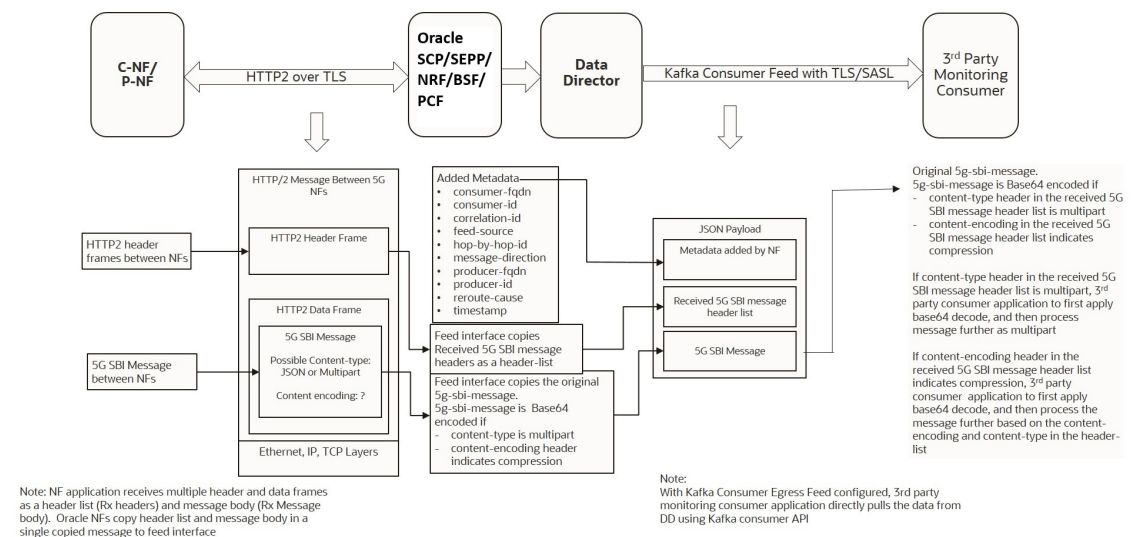 C-NF/
P-NF
HTTP2 over TLS
Oracle
SCP/SEPP/
NRF/BSF/
PCF
Data
Director
Kafka Consumer Feed with TLS/SASL
3rd Party
Monitoring
Consumer
HTTP2 header
frames between NFs
5G SBI Message
between NFs
HTTP/2 Message Between 5G
NFs
HTTP2 Header Frame
HTTP2 Data Frame
5G SBI Message
Possible Content-type:
JSON or Multipart
Content encoding: ?
Ethernet, IP, TCP Layers
Added Metadata
• consumer-fqdn
• consumer-id
• correlation-id
• feed-source
• hop-by-hop-id
• message-direction
• producer-fqdn
• producer-id
• reroute-cause
• timestamp
Feed interface copies
Received 5G SBI message
headers as a header-list
Feed interface copies the original
5g-sbi-message.
5g-sbi-message is Base64
encoded if
- content-type is multipart
- content-encoding header
indicates compression
JSON Payload
Metadata added by NF
Received 5G SBI message
header list
5G SBI Message
Original 5g-sbi-message.
5g-sbi-message is Base64 encoded if
- content-type header in the received 5G
SBI message header list is multipart
- content-encoding in the received 5G
SBI message header list indicates
compression
If content-type header in the received 5G
SBI message header list is multipart, 3rd
party consumer application to first apply
base64 decode, and then process
message further as multipart
If content-encoding header in the
received 5G SBI message header list
indicates compression, 3rd party
consumer application to first apply
base64 decode, and then process the
message further based on the content-
encoding and content-type in the header-
list
Note: NF application receives multiple header and data frames
as a header list (Rx headers) and message body (Rx Message
body). Oracle NFs copy header list and message body in a
single copied message to feed interface
Note:
With Kafka Consumer Egress Feed configured, 3rd party
monitoring consumer application directly pulls the data from
DD using Kafka consumer API